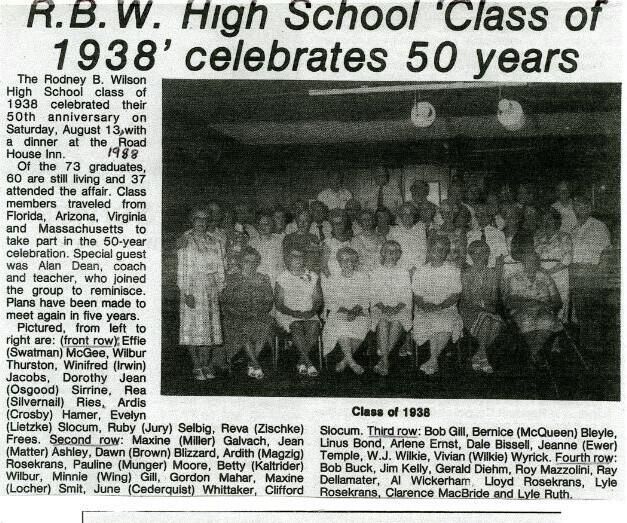 R.B.W. High School 'Class of
1938' celebrates 50 years
The Rodney B. Wilson
High School class of
1938 celebrated their
50th anniversary on
Saturday, August 13, with
a dinner at the Road
House Inn. 1988
Of the 73 graduates,
60 are still living and 37
attended the affair. Class
members traveled from
Florida, Arizona, Virginia
and Massachusetts to
take part in the 50-year
celebration. Special guest
was Alan Dean, coach
and teacher, who joined
the group to reminisce.
Plans have been made to
meet again in five years.
Pictured, from left to
right are: (front row); Effie
(Swatman) McGee, Wilbur
Thurston, Winifred (Irwin)
Jacobs, Dorothy Jean
(Osgood) Sirrine, Rea
(Silvernail) Ries, Ardis
(Crosby) Hamer, Evelyn
(Lietzke) Slocum, Ruby (Jury) Selbig, Reva (Zischke)
Frees. Second row: Maxine (Miller) Galvach, Jean
(Matter) Ashley, Dawn (Brown) Blizzard, Ardith (Magzig)
Rosekrans, Pauline (Munger) Moore, Betty (Kaltrider)
Wilbur, Minnie (Wing) Gill, Gordon Mahar, Maxine
(Locher) Smit, June (Cederquist) Whittaker, Clifford
Class of 1938
Slocum. Third row: Bob Gill, Bernice (McQueen) Bleyle,
Linus Bond, Arlene Ernst, Dale Bissell, Jeanne (Ewer)
Temple, W.J. Wilkie, Vivian (Wilkie) Wyrick. Fourth row:
Bob Buck, Jim Kelly, Gerald Diehm, Roy Mazzolini, Ray
Dellamater, Al Wickerham, Lloyd Rosekrans, Lyle
Rosekrans, Clarence MacBride and Lyle Ruth.